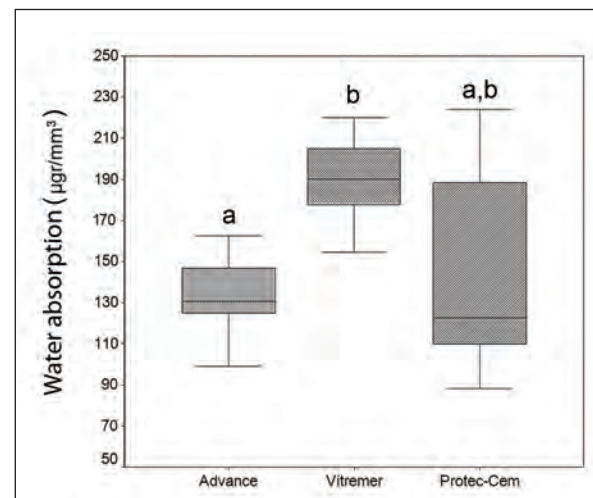 Water absorption (µgr/mm³)
250
230
210
190
170
150
130
110
90
70
50
a
b
a,b
Advance Vitremer Protec-Cem